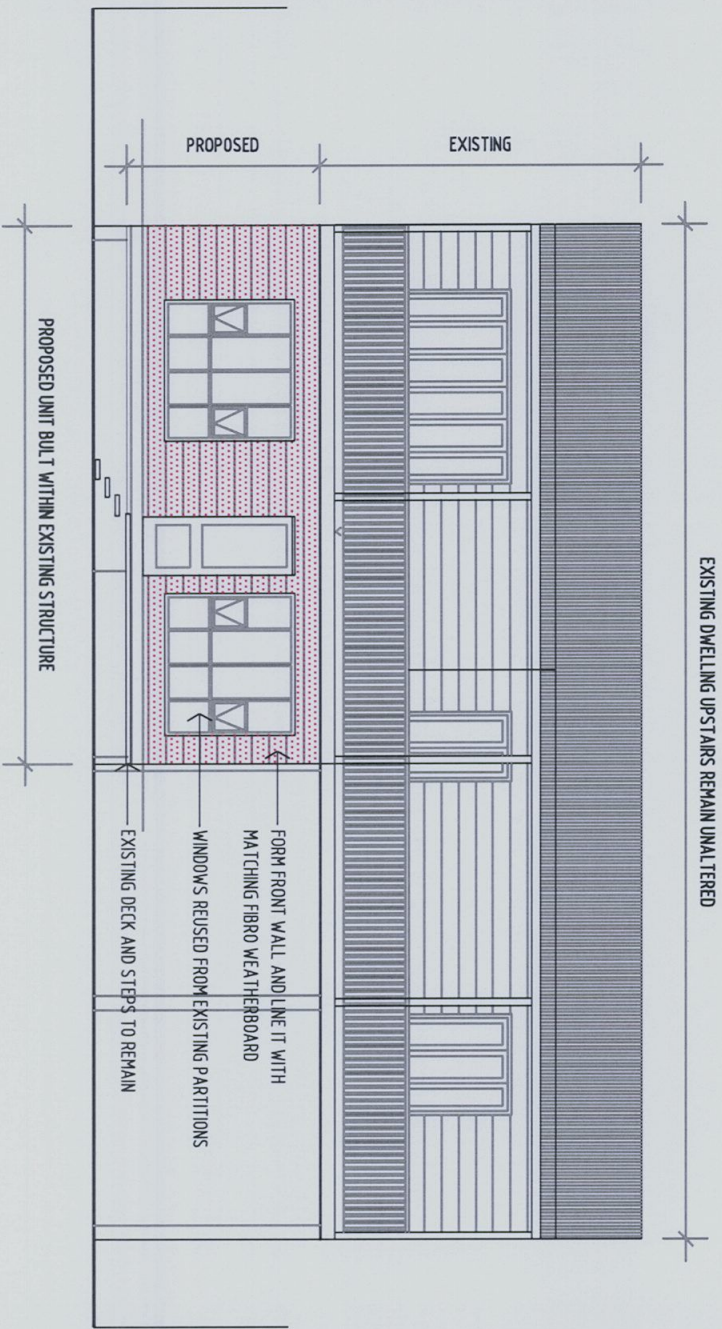 EXISTING DWELLING UPSTAIRS REMAIN UNALTERED
EXISTING
PROPOSED
FORM FRONT WALL AND LINE IT WITH
MATCHING FIBRO WEATHERBOARD
WINDOWS REUSED FROM EXISTING PARTITIONS
EXISTING DECK AND STEPS TO REMAIN
PROPOSED UNIT BULT WITHIN EXISTING STRUCTURE